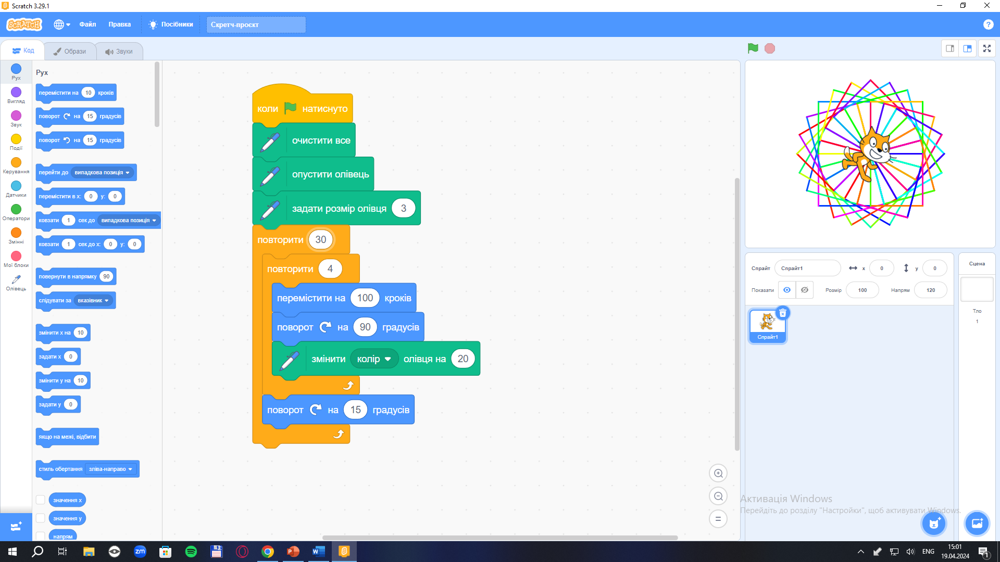 Scratch 3.29.1
SCRATCH
Файл
Правка
Посібники
Скретч-проєкт
?
Код
Образи
Звуки
Рух
Вигляд
Звук
Події
Керування
Датчики
Оператори
Змінні
Мої блоки
Олівець
Рух
перемістити на 10 кроків
поворот на 15 градусів
поворот на 15 градусів
перейти до випадкова позиція
перемістити в x: 0 y: 0
ковзати 1 сек до випадкова позиція
ковзати 1 сек до x: 0 y: 0
повернути в напрямку 90
слідувати за вказівник
змінити x на 10
задати x 0
змінити y на 10
задати y 0
якщо на межі, відбити
стиль обертання зліва-направо
значення x
значення y
напрям
коли натиснуто
очистити все
опустити олівець
задати розмір олівця 3
повторити 30
повторити 4
перемістити на 100 кроків
поворот на 90 градусів
змінити колір олівця на 20
поворот на 15 градусів
Спрайт Спрайт1 x 0 y 0
Показати Розмір 100 Напрям 120
Спрайт1
Сцена
Тло
1
Активація Windows
Перейдіть до розділу "Настройки", щоб активувати Windows.
zm
P
W
ENG
15:01
19.04.2024
1